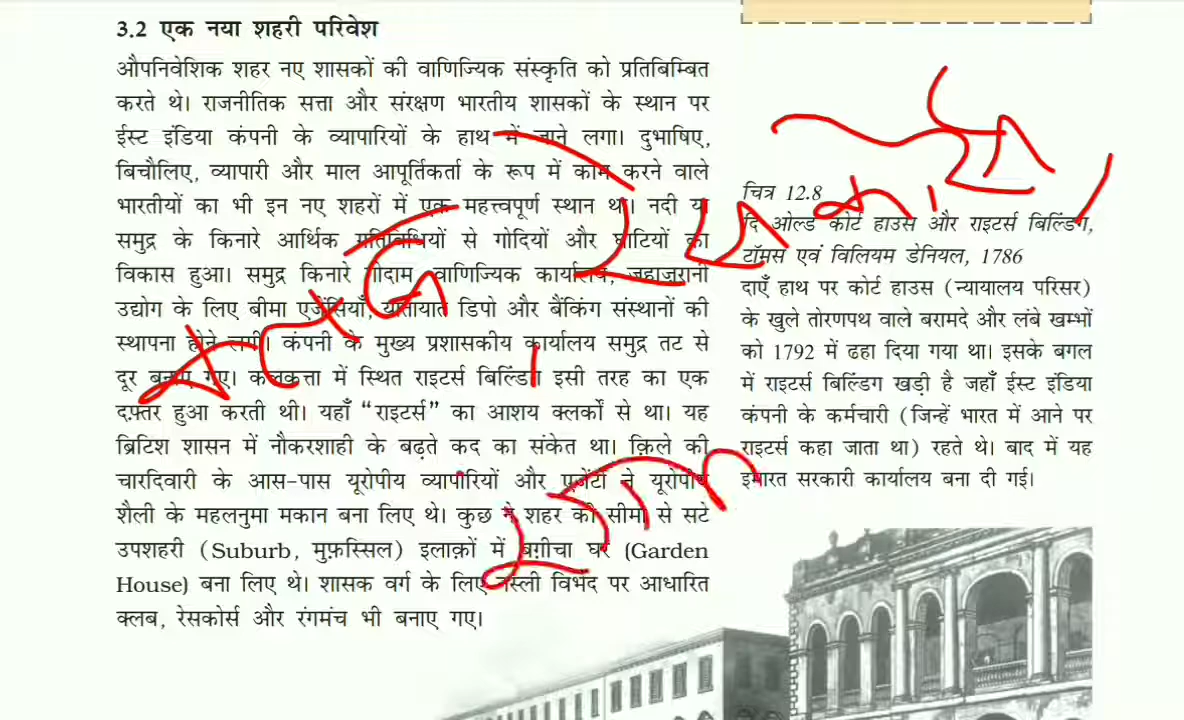 3.2 एक नया शहरी परिवेश
औपनिवेशिक शहर नए शासकों की वाणिज्यिक संस्कृति को प्रतिबिम्बित
करते थे। राजनीतिक सत्ता और संरक्षण भारतीय शासकों के स्थान पर
ईस्ट इंडिया कंपनी के व्यापारियों के हाथ में जाने लगा। दुभाषिए,
बिचौलिए, व्यापारी और माल आपूर्तिकर्ता के रूप में काम करने वाले
भारतीयों का भी इन नए शहरों में एक महत्त्वपूर्ण स्थान था। नदी या
समुद्र के किनारे आर्थिक गतिविधियों से गोदियों और घाटियों का
विकास हुआ। समुद्र किनारे गोदाम, वाणिज्यिक कार्यालय, जहाज़रानी
उद्योग के लिए बीमा एजेंसियाँ, यातायात डिपो और बैंकिंग संस्थानों की
स्थापना होने लगी। कंपनी के मुख्य प्रशासकीय कार्यालय समुद्र तट से
दूर बनाए गए। कलकत्ता में स्थित राइटर्स बिल्डिंग इसी तरह का एक
दफ़्तर हुआ करती थी। यहाँ “राइटर्स” का आशय क्लर्कों से था। यह
ब्रिटिश शासन में नौकरशाही के बढ़ते कद का संकेत था। क़िले की
चारदिवारी के आस-पास यूरोपीय व्यापारियों और एजेंटों ने यूरोपीय
शैली के महलनुमा मकान बना लिए थे। कुछ ने शहर की सीमा से सटे
उपशहरी (Suburb, मुफ़स्सिल) इलाक़ों में बग़ीचा घर (Garden
House) बना लिए थे। शासक वर्ग के लिए नस्ली विभेद पर आधारित
क्लब, रेसकोर्स और रंगमंच भी बनाए गए।
चित्र 12.8
दि ओल्ड कोर्ट हाउस और राइटर्स बिल्डिंग,
टॉमस एवं विलियम डेनियल, 1786
दाएँ हाथ पर कोर्ट हाउस (न्यायालय परिसर)
के खुले तोरणपथ वाले बरामदे और लंबे खम्भों
को 1792 में ढहा दिया गया था। इसके बगल
में राइटर्स बिल्डिंग खड़ी है जहाँ ईस्ट इंडिया
कंपनी के कर्मचारी (जिन्हें भारत में आने पर
राइटर्स कहा जाता था) रहते थे। बाद में यह
इमारत सरकारी कार्यालय बना दी गई।